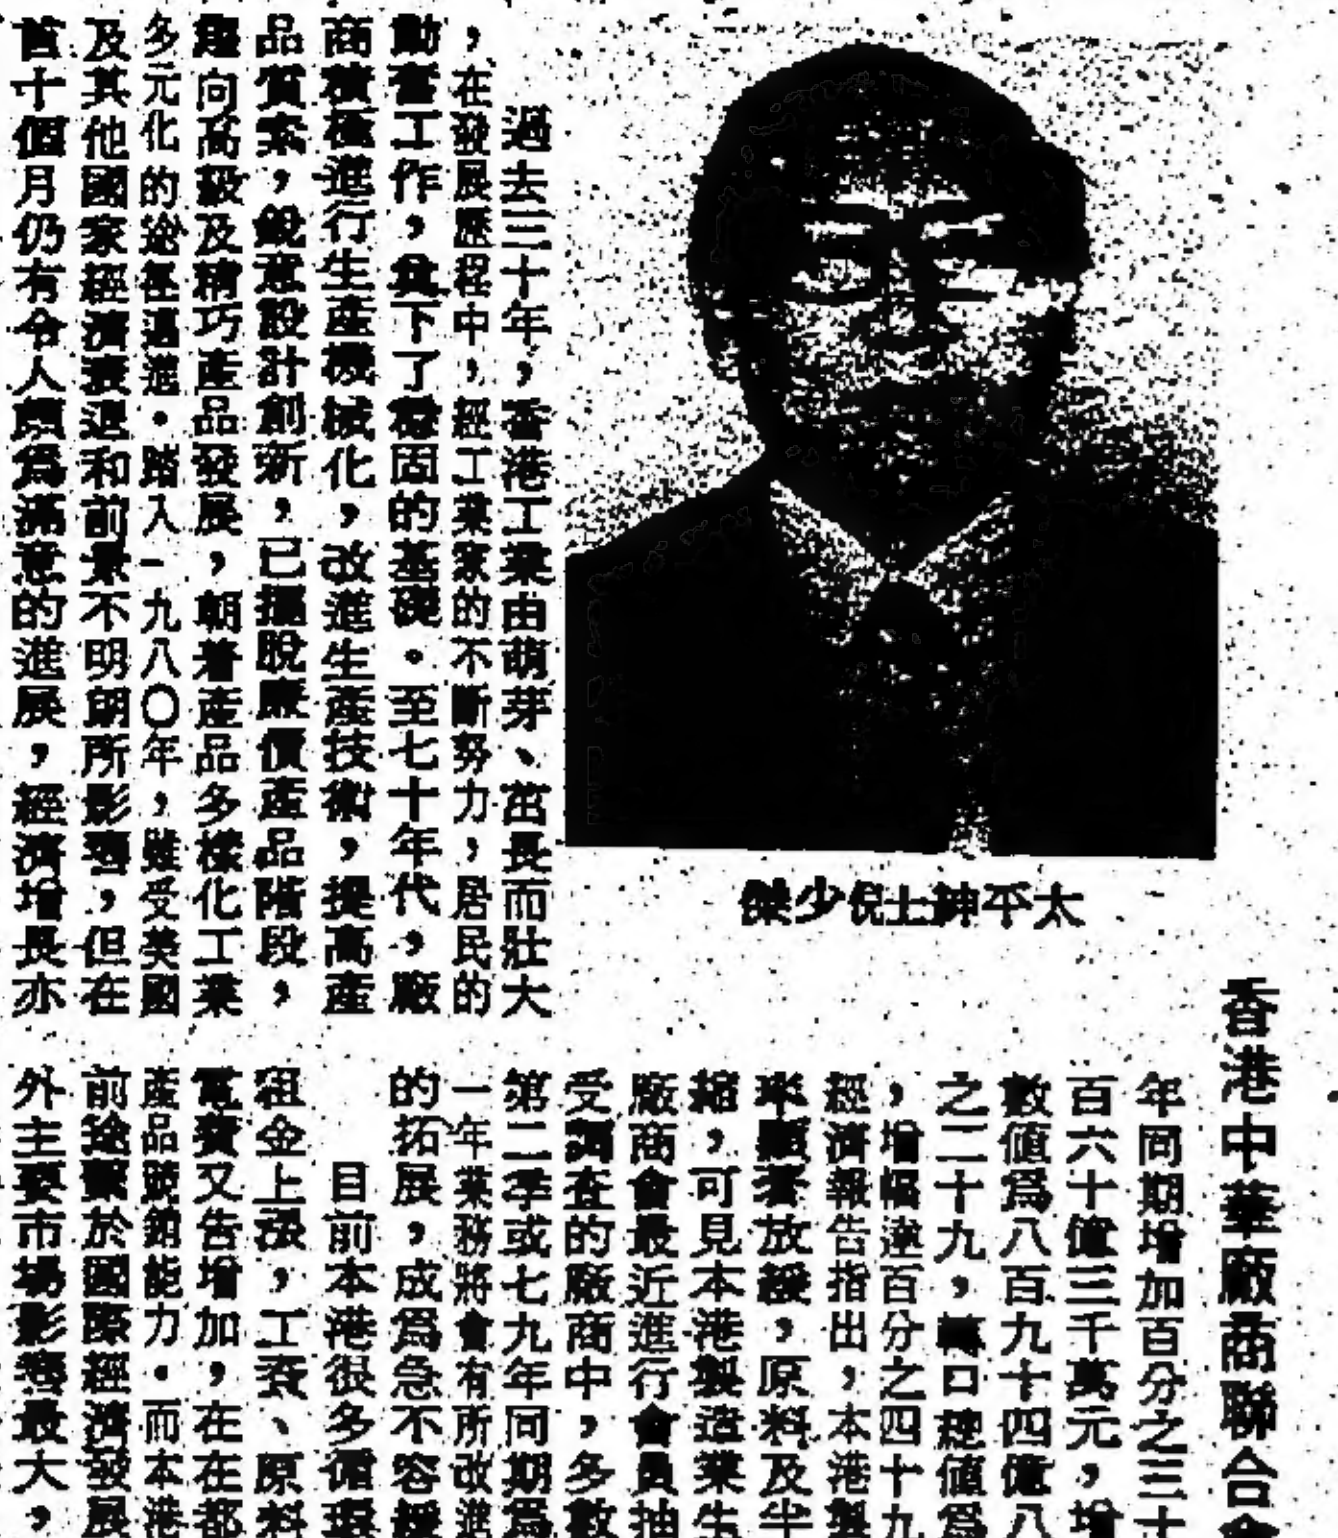 太平紳士倪少傑
香港中華廠商聯合會
過去三十年，香港工業由萌芽、茁長而壯大
，在發展歷程中，經工業家的不斷努力，居民的
勤奮工作，奠下了穩固的基礎。至七十年代，廠
商積極進行生產機械化，改進生產技術，提高產
品質素，銳意設計創新，已擺脫廉價產品階段，
趨向高級及精巧產品發展，朝着產品多樣化工業
多元化的途徑邁進。踏入一九八〇年，雖受美國
及其他國家經濟衰退和前景不明朗所影響，但在
首十個月仍有令人頗爲滿意的進展，經濟增長亦
年同期增加百分之三十
百六十億三千萬元，增
數値爲八百九十四億八
之二十九，轉口總値爲
，增幅達百分之四十九
經濟報告指出，本港製
率顯著放緩，原料及半
縮，可見本港製造業生
廠商會最近進行會員抽
受調查的廠商中，多數
第二季或七九年同期爲
一年業務將會有所改進
的拓展，成爲急不容緩
目前本港很多循環
租金上漲，工資、原料
電費又告增加，在在都
產品競銷能力。而本港
前途繫於國際經濟發展
外主要市場影響最大，